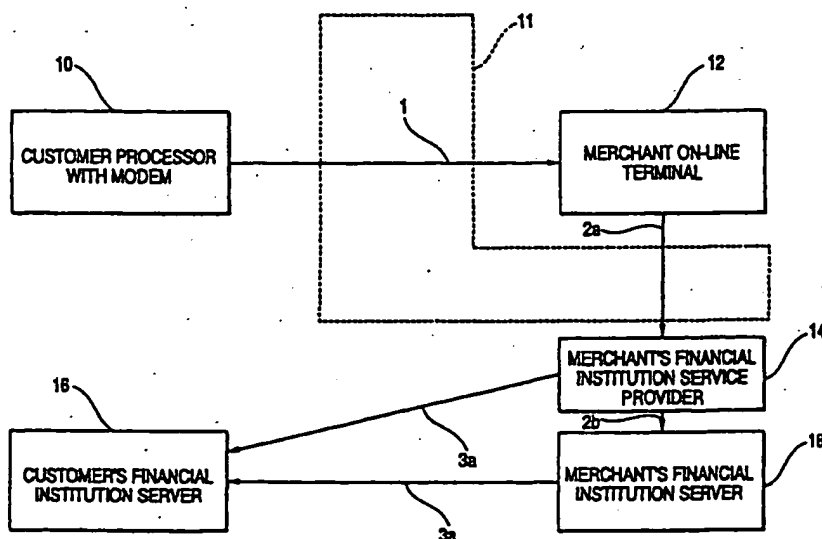 11
10
12
1
CUSTOMER PROCESSOR
WITH MODEM
MERCHANT ON-LINE
TERMINAL
2a
14
MERCHANT'S FINANCIAL
INSTITUTION SERVICE
PROVIDER
16
2b
3a
18
CUSTOMER'S FINANCIAL
INSTITUTION SERVER
MERCHANT'S FINANCIAL
INSTITUTION SERVER
3a